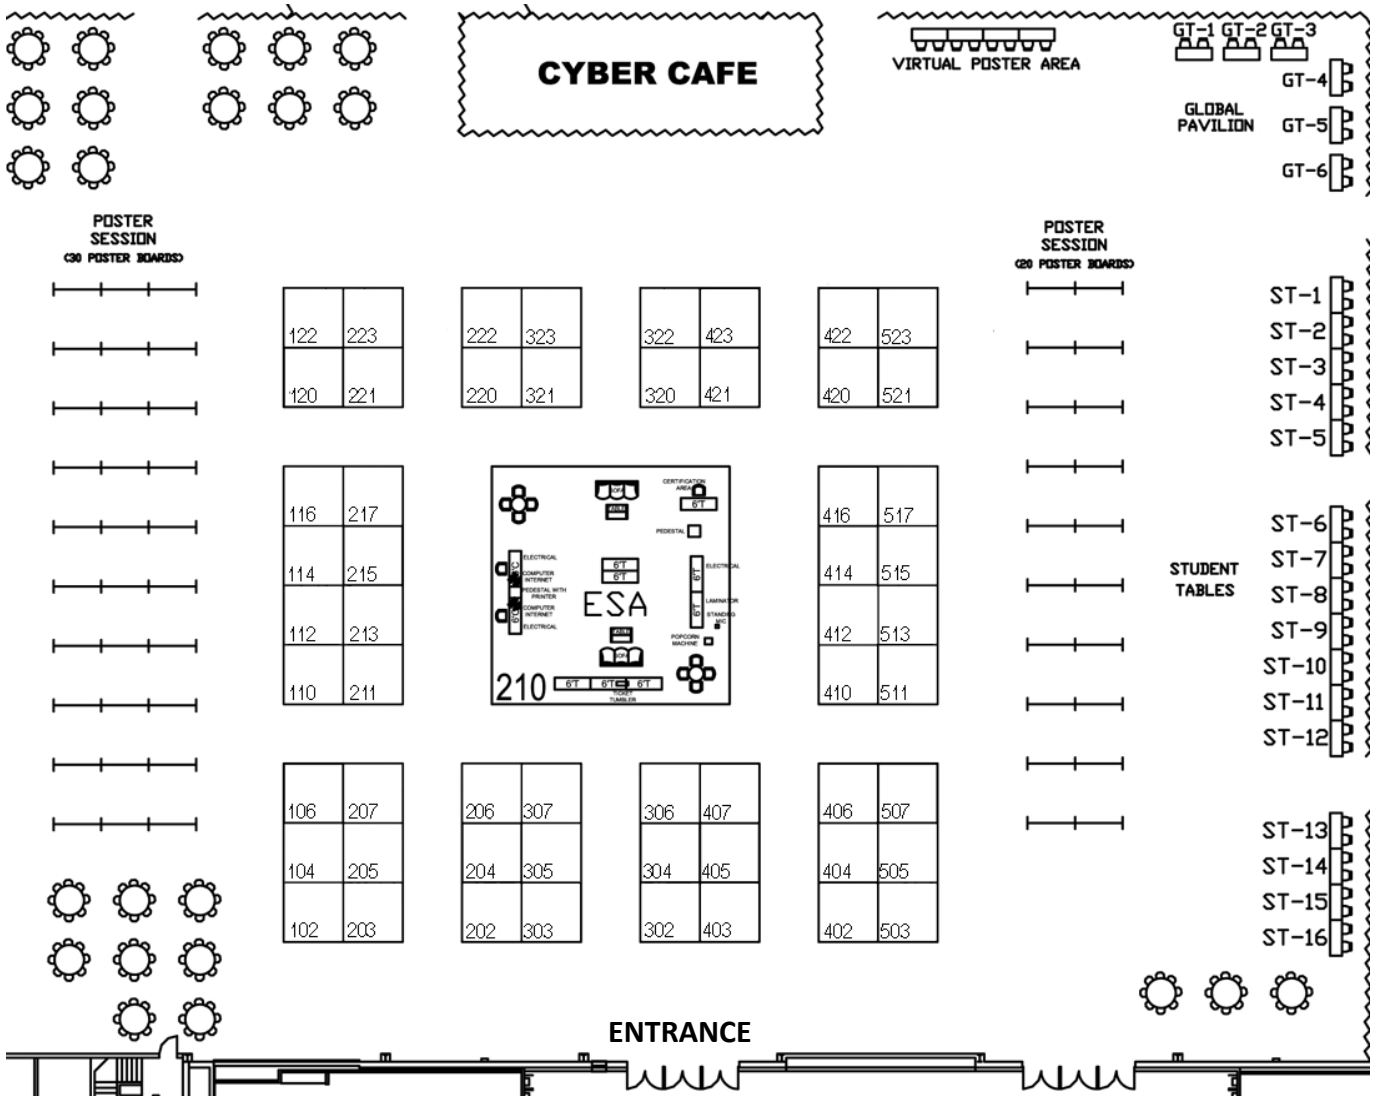 GT-1 GT-2 GT-3
CYBER CAFE
VIRTUAL POSTER AREA
GT-4
GLOBAL
PAVILION
GT-5
GT-6
POSTER
SESSION
(30 POSTER BOARDS)
POSTER
SESSION
(20 POSTER BOARDS)
122 223 222 323 322 423 422 523
120 221 220 321 320 421 420 521
ST-1
ST-2
ST-3
ST-4
ST-5
116 217
114 215
112 213
110 211
SOFA
TABLE
CERTIFICATION
AREA
6'T
PEDESTAL
ELECTRICAL
COMPUTER
INTERNET
PEDESTAL WITH
PRINTER
COMPUTER
INTERNET
ELECTRICAL
6'T
6'T
ESA
ELECTRICAL
6'T
LAMINATOR
6'T
STANDING
MIC
POPCORN
MACHINE
TABLE
SOFA
210
6'T 6'T 6'T
TICKET
TUMBLER
416 517
414 515
412 513
410 511
STUDENT
TABLES
ST-6
ST-7
ST-8
ST-9
ST-10
ST-11
ST-12
106 207 206 307 306 407 406 507
104 205 204 305 304 405 404 505
102 203 202 303 302 403 402 503
ST-13
ST-14
ST-15
ST-16
ENTRANCE